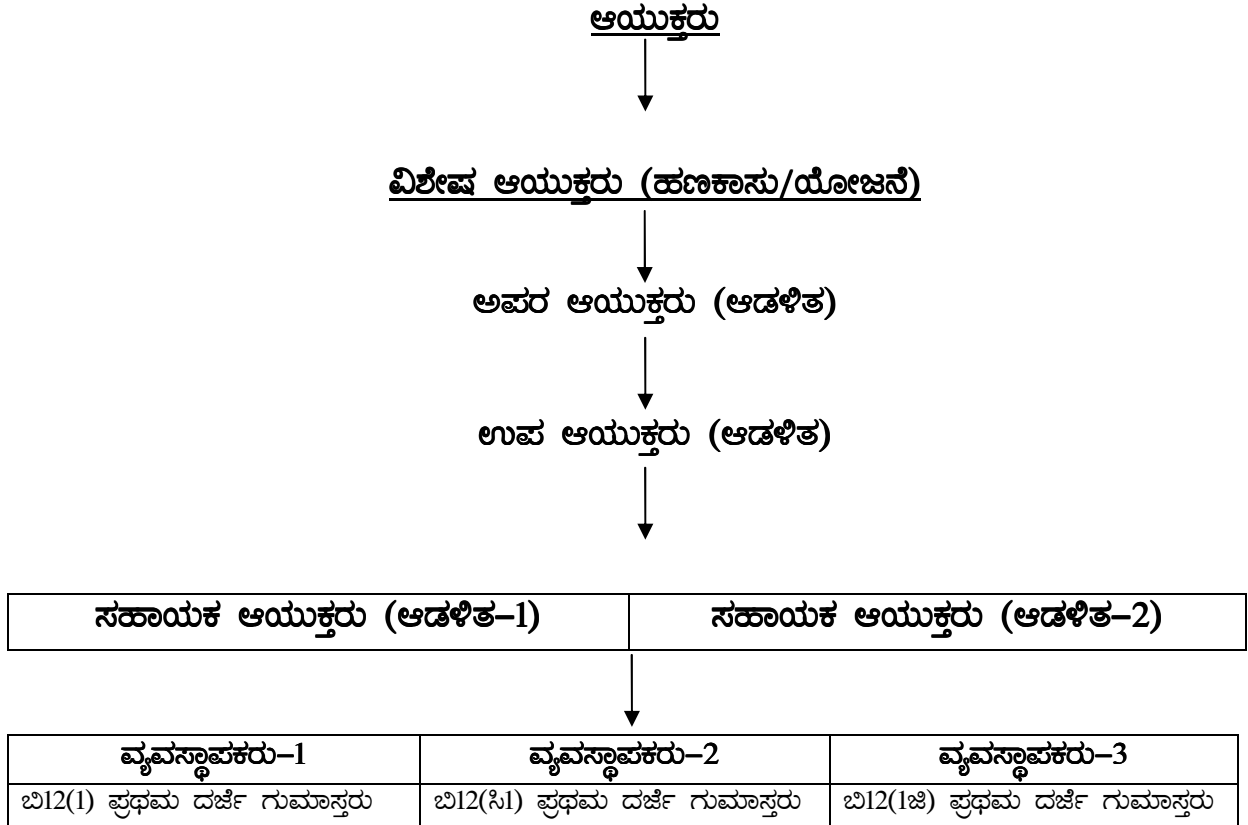 ಆಯುಕ್ತರು
ವಿಶೇಷ ಆಯುಕ್ತರು (ಹಣಕಾಸು/ಯೋಜನೆ)
ಅಪರ ಆಯುಕ್ತರು (ಆಡಳಿತ)
ಉಪ ಆಯುಕ್ತರು (ಆಡಳಿತ)
ಸಹಾಯಕ ಆಯುಕ್ತರು (ಆಡಳಿತ–1) ಸಹಾಯಕ ಆಯುಕ್ತರು (ಆಡಳಿತ–2)
ವ್ಯವಸ್ಥಾಪಕರು–1 ವ್ಯವಸ್ಥಾಪಕರು–2 ವ್ಯವಸ್ಥಾಪಕರು–3
ಬಿ12(1) ಪ್ರಥಮ ದರ್ಜೆ ಗುಮಾಸ್ತರು ಬಿ12(ಸಿ1) ಪ್ರಥಮ ದರ್ಜೆ ಗುಮಾಸ್ತರು ಬಿ12(1ಜಿ) ಪ್ರಥಮ ದರ್ಜೆ ಗುಮಾಸ್ತರು